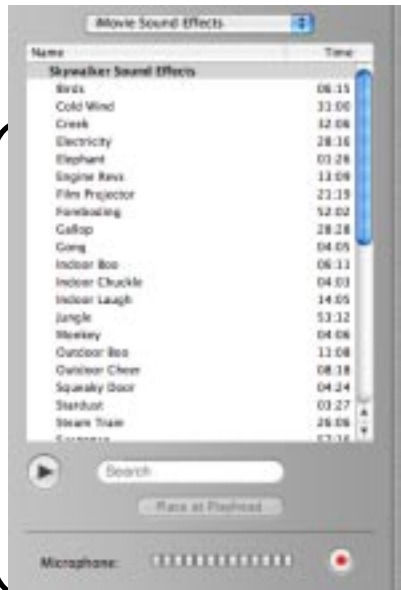 iMovie Sound Effects
Name Time
Skywalker Sound Effects
Birds 06:15
Cold Wind 31:00
Creek 32:06
Electricity 28:16
Elephant 01:26
Engine Revs 13:09
Film Projector 21:19
Foreboding 52:02
Gallop 28:28
Gong 04:05
Indoor Boo 06:11
Indoor Chuckle 04:03
Indoor Laugh 14:05
Jungle 53:12
Monkey 04:06
Outdoor Boo 11:08
Outdoor Cheer 08:18
Squeaky Door 04:24
Stardust 03:27
Steam Train 26:06
Search
Place at Playhead
Microphone: